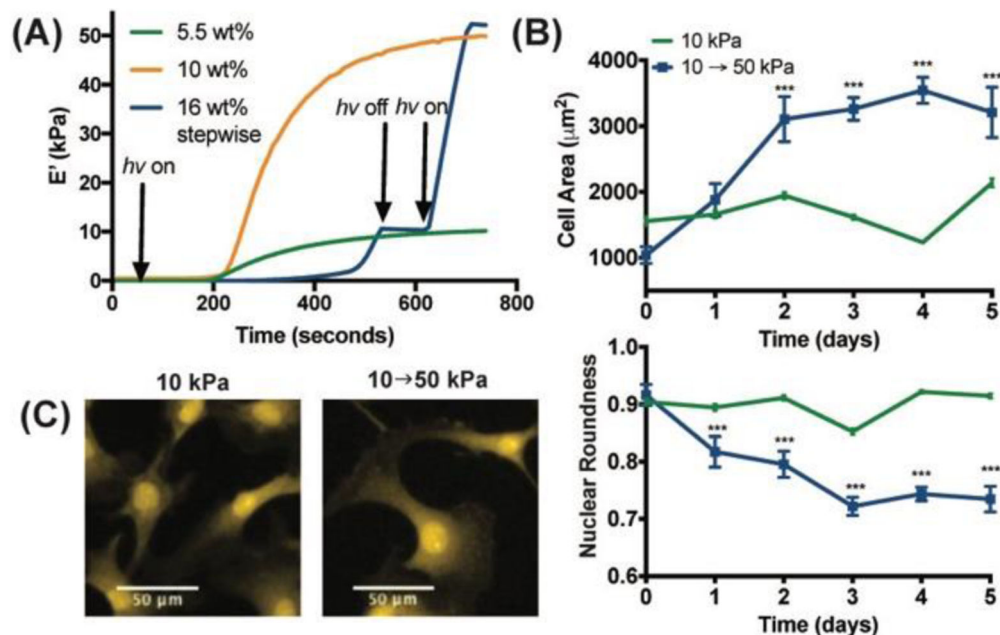 (A)
5.5 wt%
10 wt%
16 wt%
stepwise
hv on
hv off hv on
E' (kPa)
50
40
30
20
10
0
0 200 400 600 800
Time (seconds)
(B)
10 kPa
10 → 50 kPa
Cell Area (μm²)
4000
3000
2000
1000
*** *** *** ***
0 1 2 3 4 5
Time (days)
Nuclear Roundness
1.0
0.9
0.8
0.7
0.6
*** *** *** *** ***
0 1 2 3 4 5
Time (days)
(C)
10 kPa
10→50 kPa
50 μm
50 μm